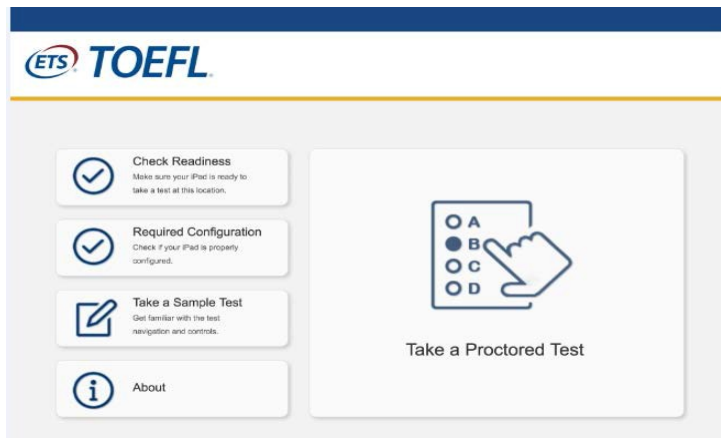 ETS TOEFL
Check Readiness
Make sure your iPad is ready to
take a test at this location.
Required Configuration
Check if your iPad is properly
configured.
Take a Sample Test
Get familiar with the test
navigation and controls.
About
A
B
C
D
Take a Proctored Test